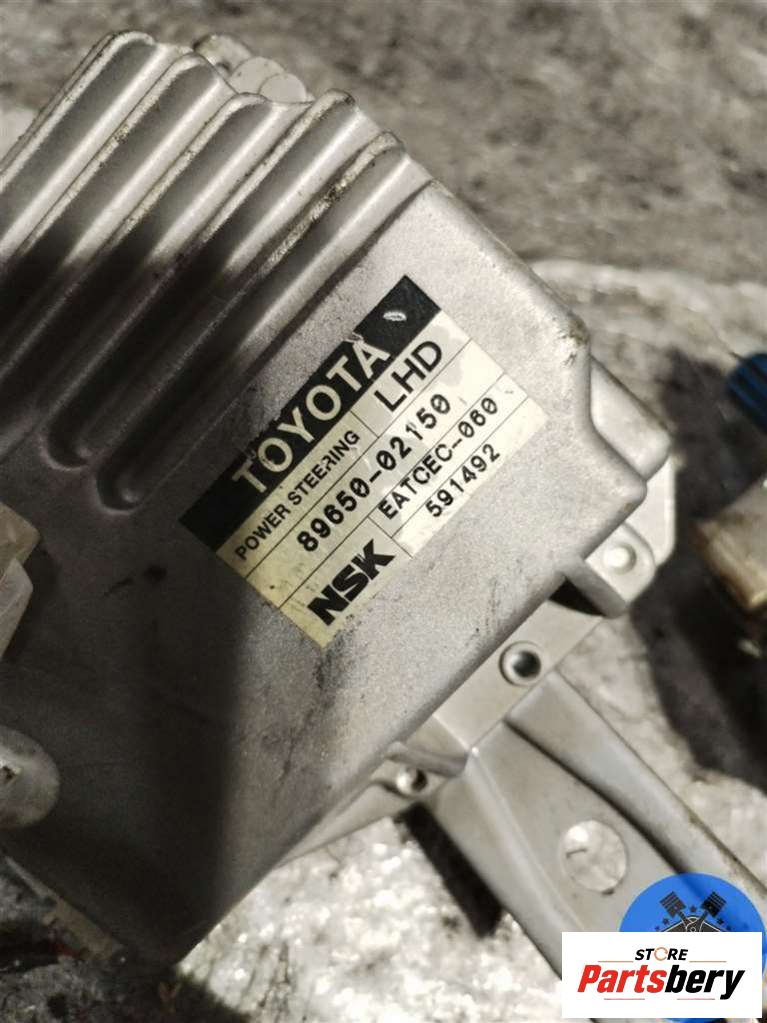 TOYOTA
POWER STEERING LHD
89650-02150
NSK EATCEC-060
591492
STORE
Partsbery